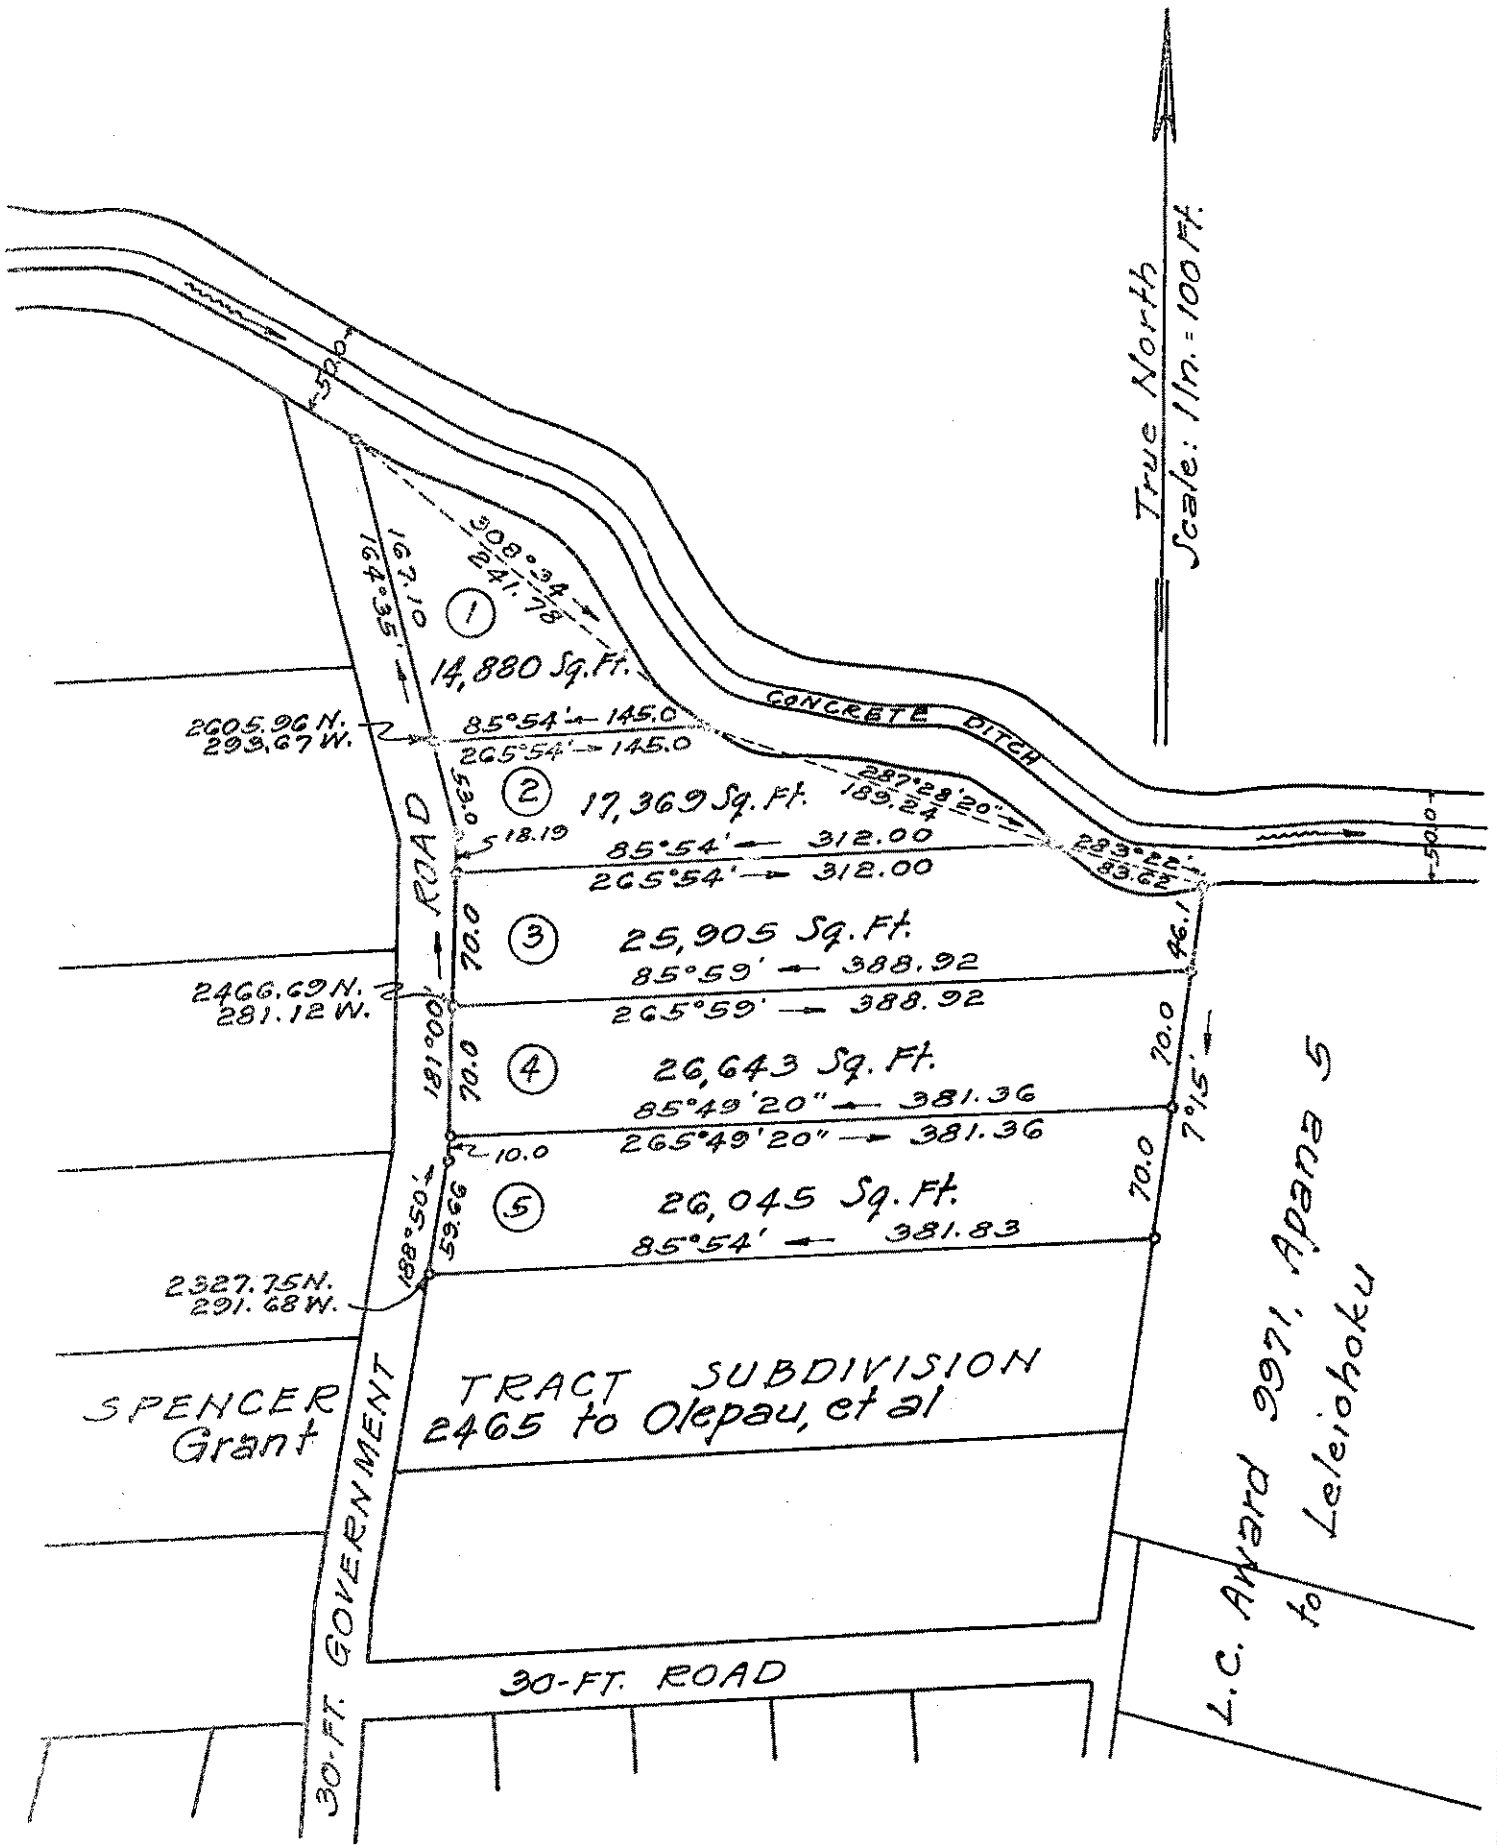 True North
Scale: 1 In. = 100 Ft.
50.0
308°34'
241.78
167.10
164°35'
1
14,880 Sq. Ft.
2605.96 N.
293.67 W.
85°54' 145.0
265°54' 145.0
CONCRETE DITCH
53.0
2
17,369 Sq. Ft.
287°28'20"
189.24
18.19
85°54' 312.00
265°54' 312.00
50.0
70.0
3
25,905 Sq. Ft.
46.1
85°59' 388.92
265°59' 388.92
2466.69 N.
281.12 W.
181°00'
70.0
4
26,643 Sq. Ft.
70.0
7°15'
85°49'20" 381.36
265°49'20" 381.36
10.0
188°50'
59.66
5
26,045 Sq. Ft.
70.0
85°54' 381.83
2327.75 N.
291.68 W.
SPENCER TRACT SUBDIVISION
Grant 2465 to Olepau, et al
L.C. Award 9971, Apana 5
to Leleiohoku
30-FT. GOVERNMENT ROAD
30-FT. ROAD